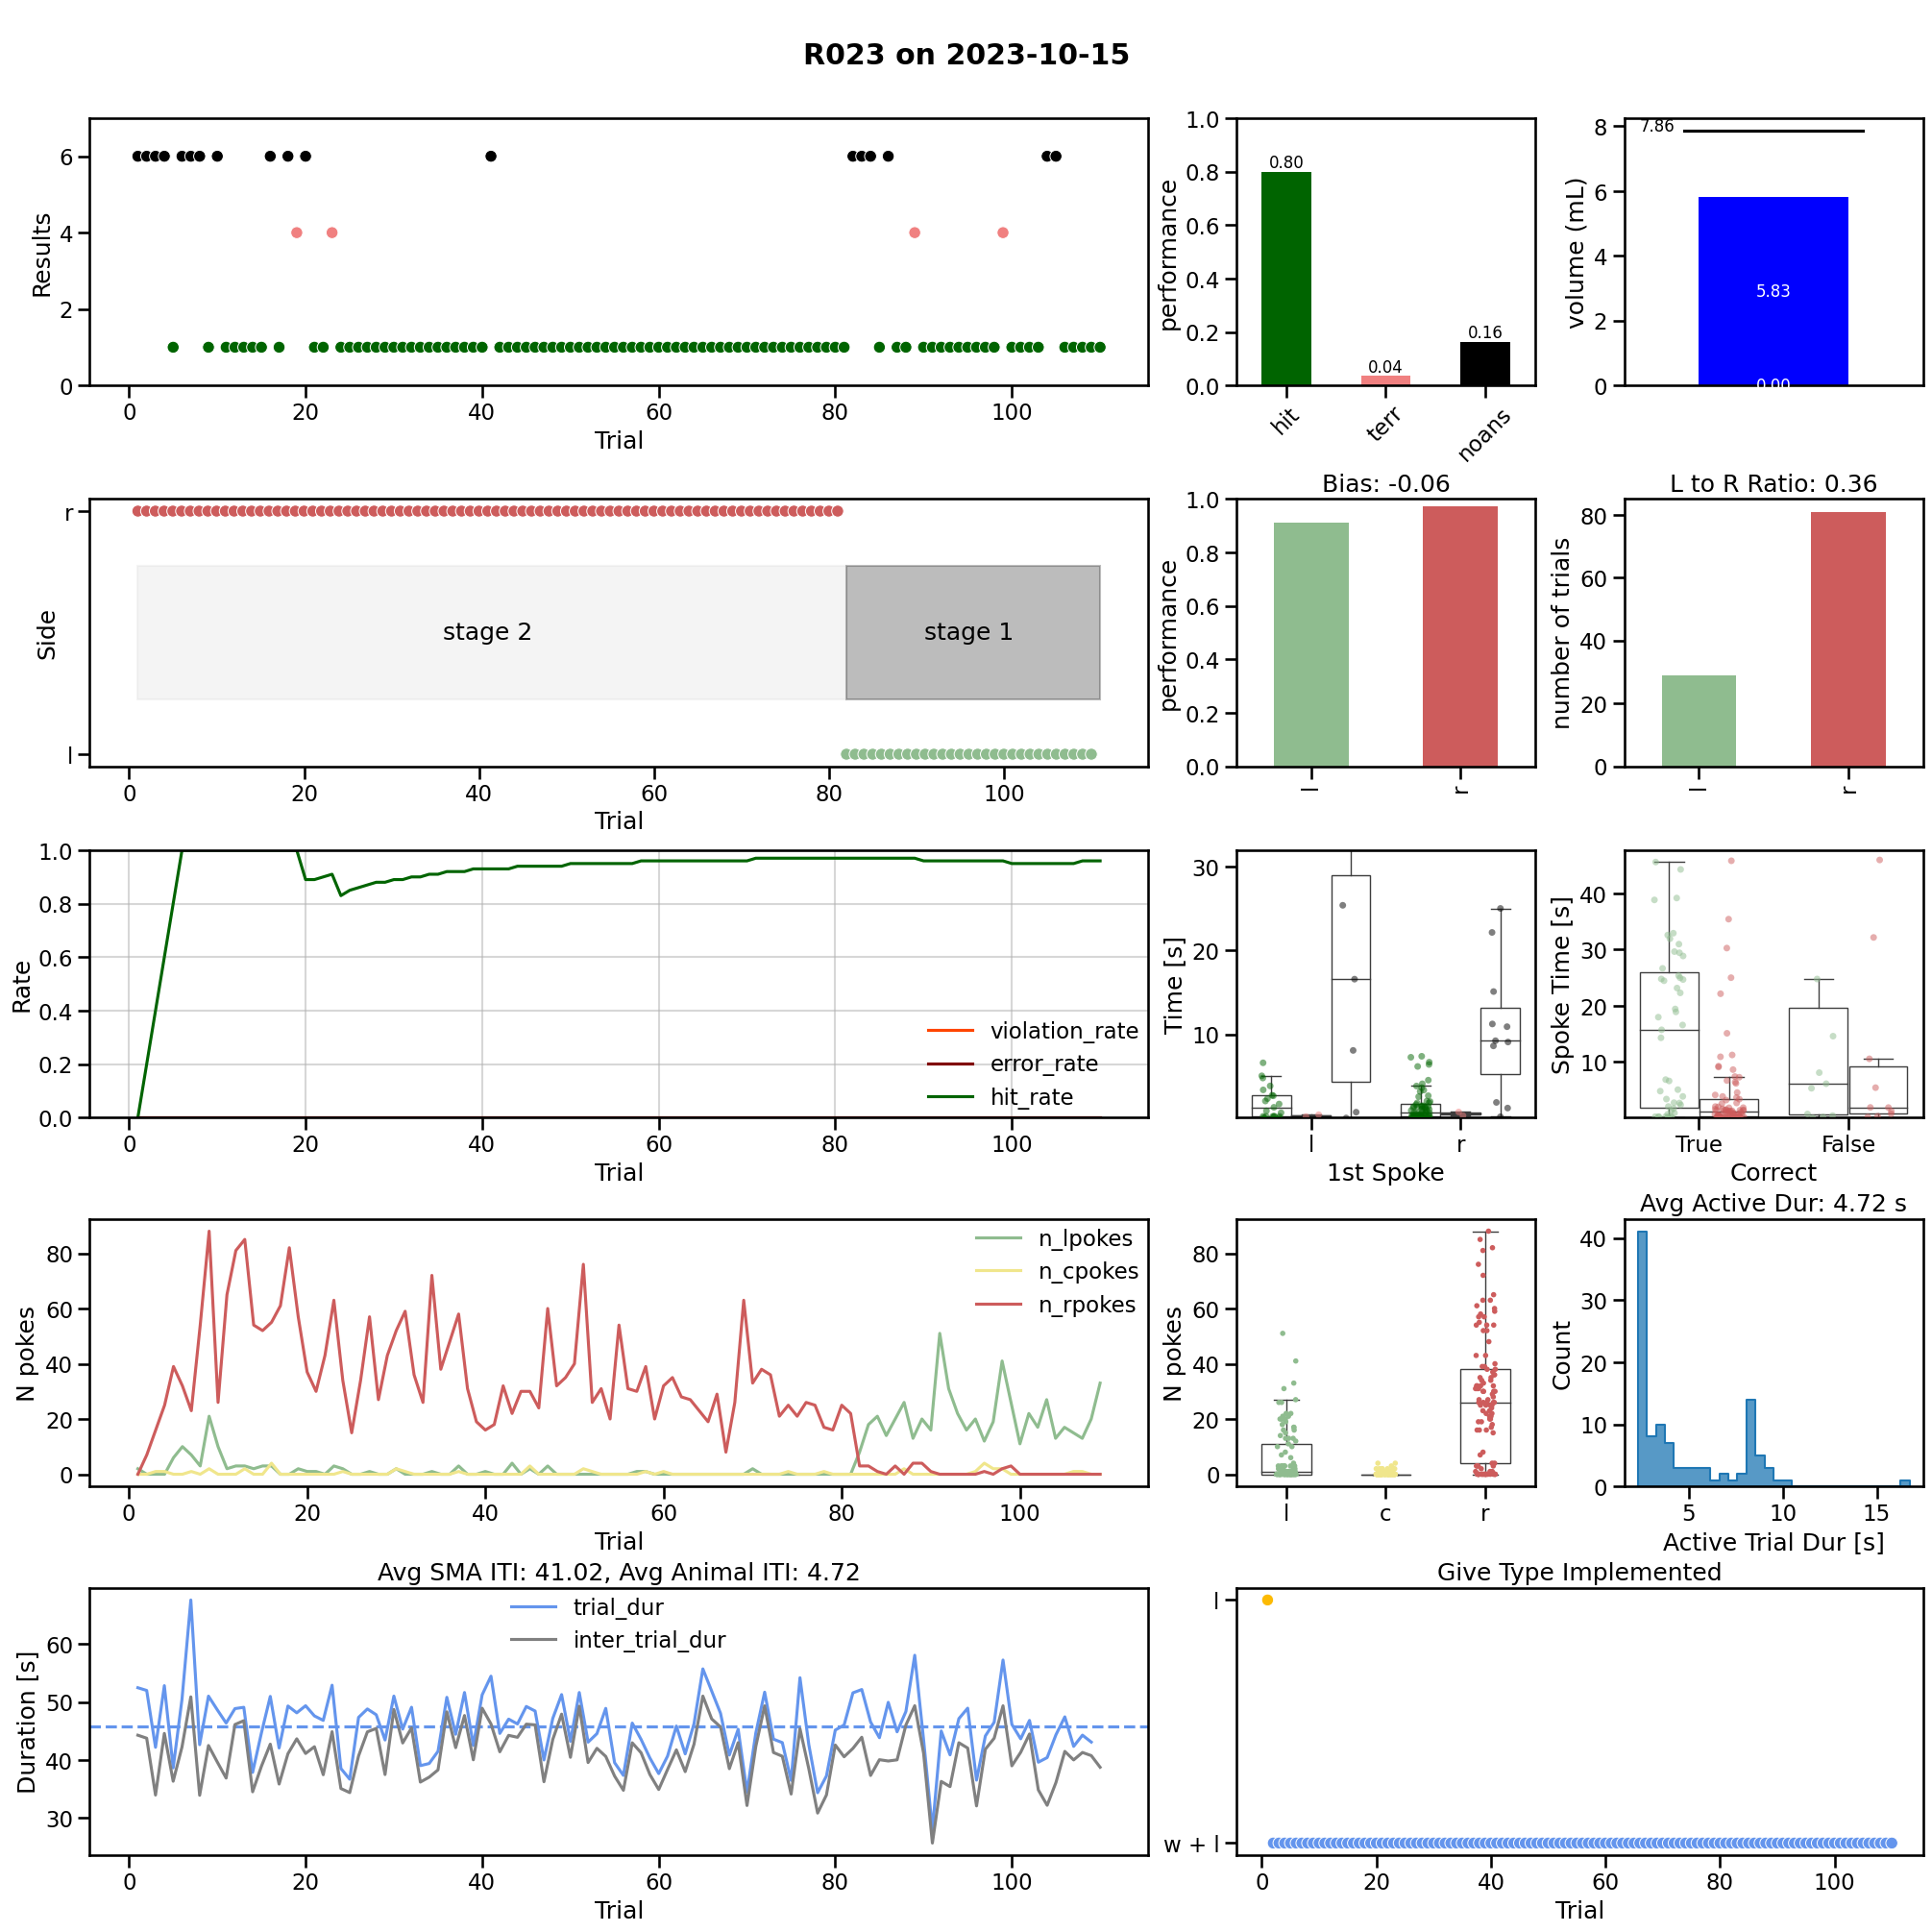 R023 on 2023-10-15
Results
6
4
2
0
0 20 40 60 80 100
Trial
performance
1.0
0.8
0.6
0.4
0.2
0.0
0.80
0.04
0.16
hit terr noans
volume (mL)
8
6
4
2
0
7.86
5.83
0.00
Side
r
l
stage 2
stage 1
0 20 40 60 80 100
Trial
Bias: -0.06
performance
1.0
0.8
0.6
0.4
0.2
0.0
l r
L to R Ratio: 0.36
number of trials
80
60
40
20
0
l r
Rate
1.0
0.8
0.6
0.4
0.2
0.0
violation_rate
error_rate
hit_rate
0 20 40 60 80 100
Trial
Time [s]
30
20
10
l r
1st Spoke
Spoke Time [s]
40
30
20
10
True False
Correct
N pokes
80
60
40
20
0
n_lpokes
n_cpokes
n_rpokes
0 20 40 60 80 100
Trial
N pokes
80
60
40
20
0
l c r
Avg Active Dur: 4.72 s
Count
40
30
20
10
0
5 10 15
Active Trial Dur [s]
Avg SMA ITI: 41.02, Avg Animal ITI: 4.72
Duration [s]
60
50
40
30
trial_dur
inter_trial_dur
0 20 40 60 80 100
Trial
Give Type Implemented
l
w + l
0 20 40 60 80 100
Trial